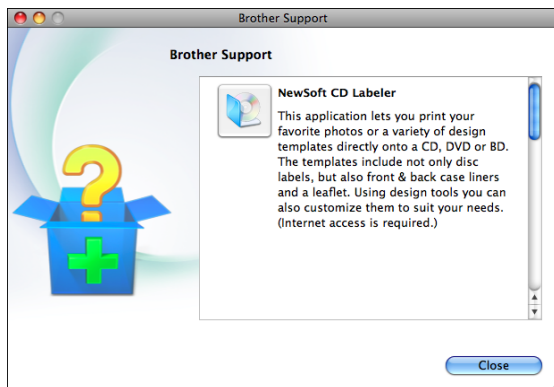 Brother Support
Brother Support
NewSoft CD Labeler
This application lets you print your
favorite photos or a variety of design
templates directly onto a CD, DVD or BD.
The templates include not only disc
labels, but also front & back case liners
and a leaflet. Using design tools you can
also customize them to suit your needs.
(Internet access is required.)
Close